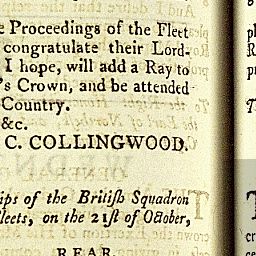 e Proceedings of the Fleet
congratulate their Lord-
I hope, will add a Ray to
's Crown, and be attended
Country.
&c.
C. COLLINGWOOD.
ips of the Britiſh Squadron
leets, on the 21ſt of October,
REAR